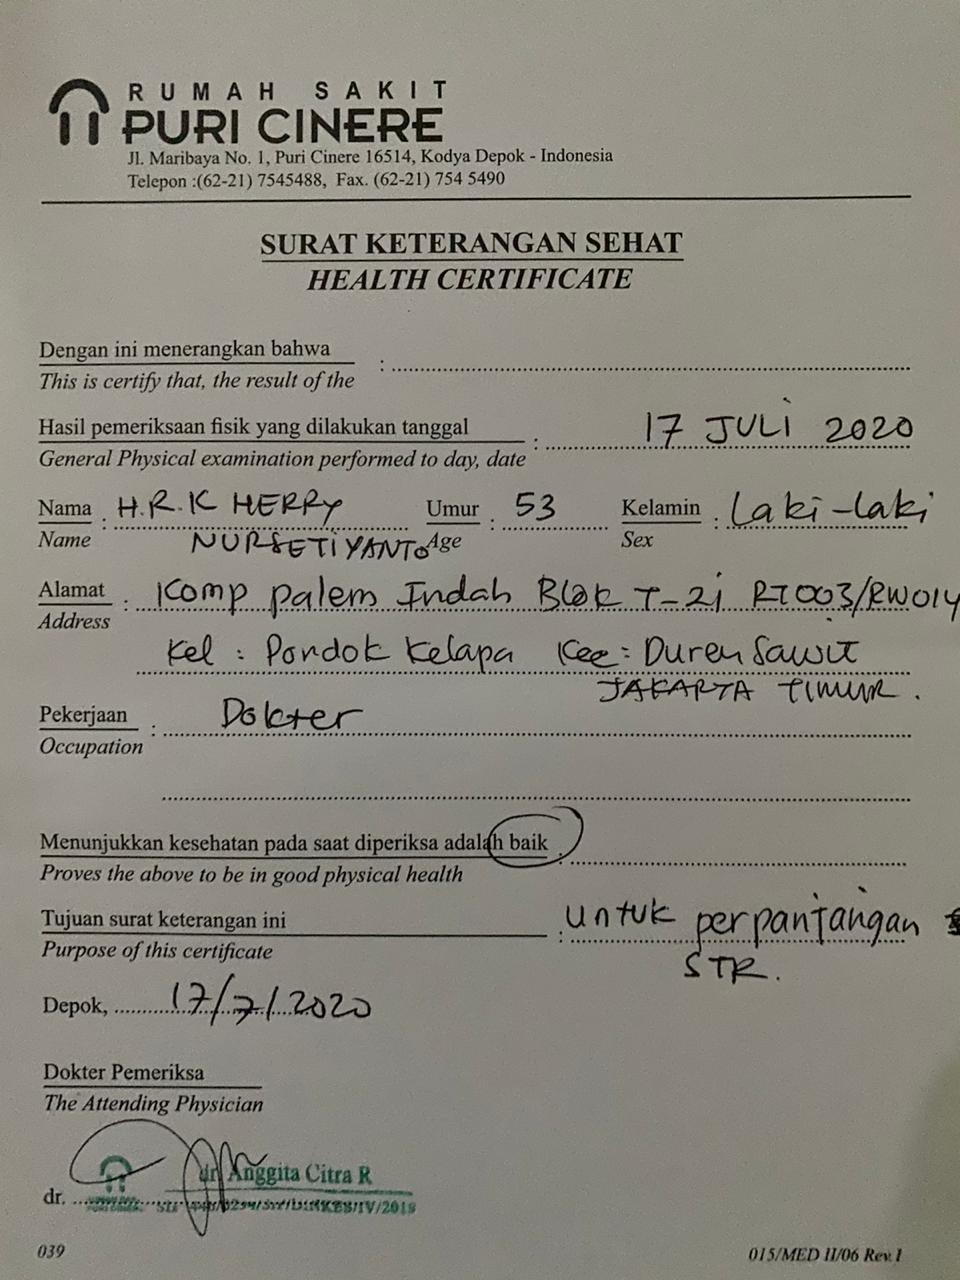 RUMAH SAKIT
PURI CINERE
Jl. Maribaya No. 1, Puri Cinere 16514, Kodya Depok - Indonesia
Telepon :(62-21) 7545488, Fax. (62-21) 754 5490
SURAT KETERANGAN SEHAT
HEALTH CERTIFICATE
Dengan ini menerangkan bahwa :
This is certify that, the result of the
Hasil pemeriksaan fisik yang dilakukan tanggal : 17 JULI 2020
General Physical examination performed to day, date
Nama : H.R.K HERRY Umur : 53 Kelamin : Laki-laki
Name NURSETIYANTO Age Sex
Alamat : Komp Palem Indah Blok T-21 RT003/RW014
Address
Kel : Pondok Kelapa Kec : Duren Sawit
JAKARTA TIMUR.
Pekerjaan : Dokter
Occupation
Menunjukkan kesehatan pada saat diperiksa adalah baik :
Proves the above to be in good physical health
Tujuan surat keterangan ini : untuk perpanjangan
Purpose of this certificate STR.
Depok, 17/7/2020
Dokter Pemeriksa
The Attending Physician
dr. Anggita Citra R
dr.
039 015/MED II/06 Rev.1